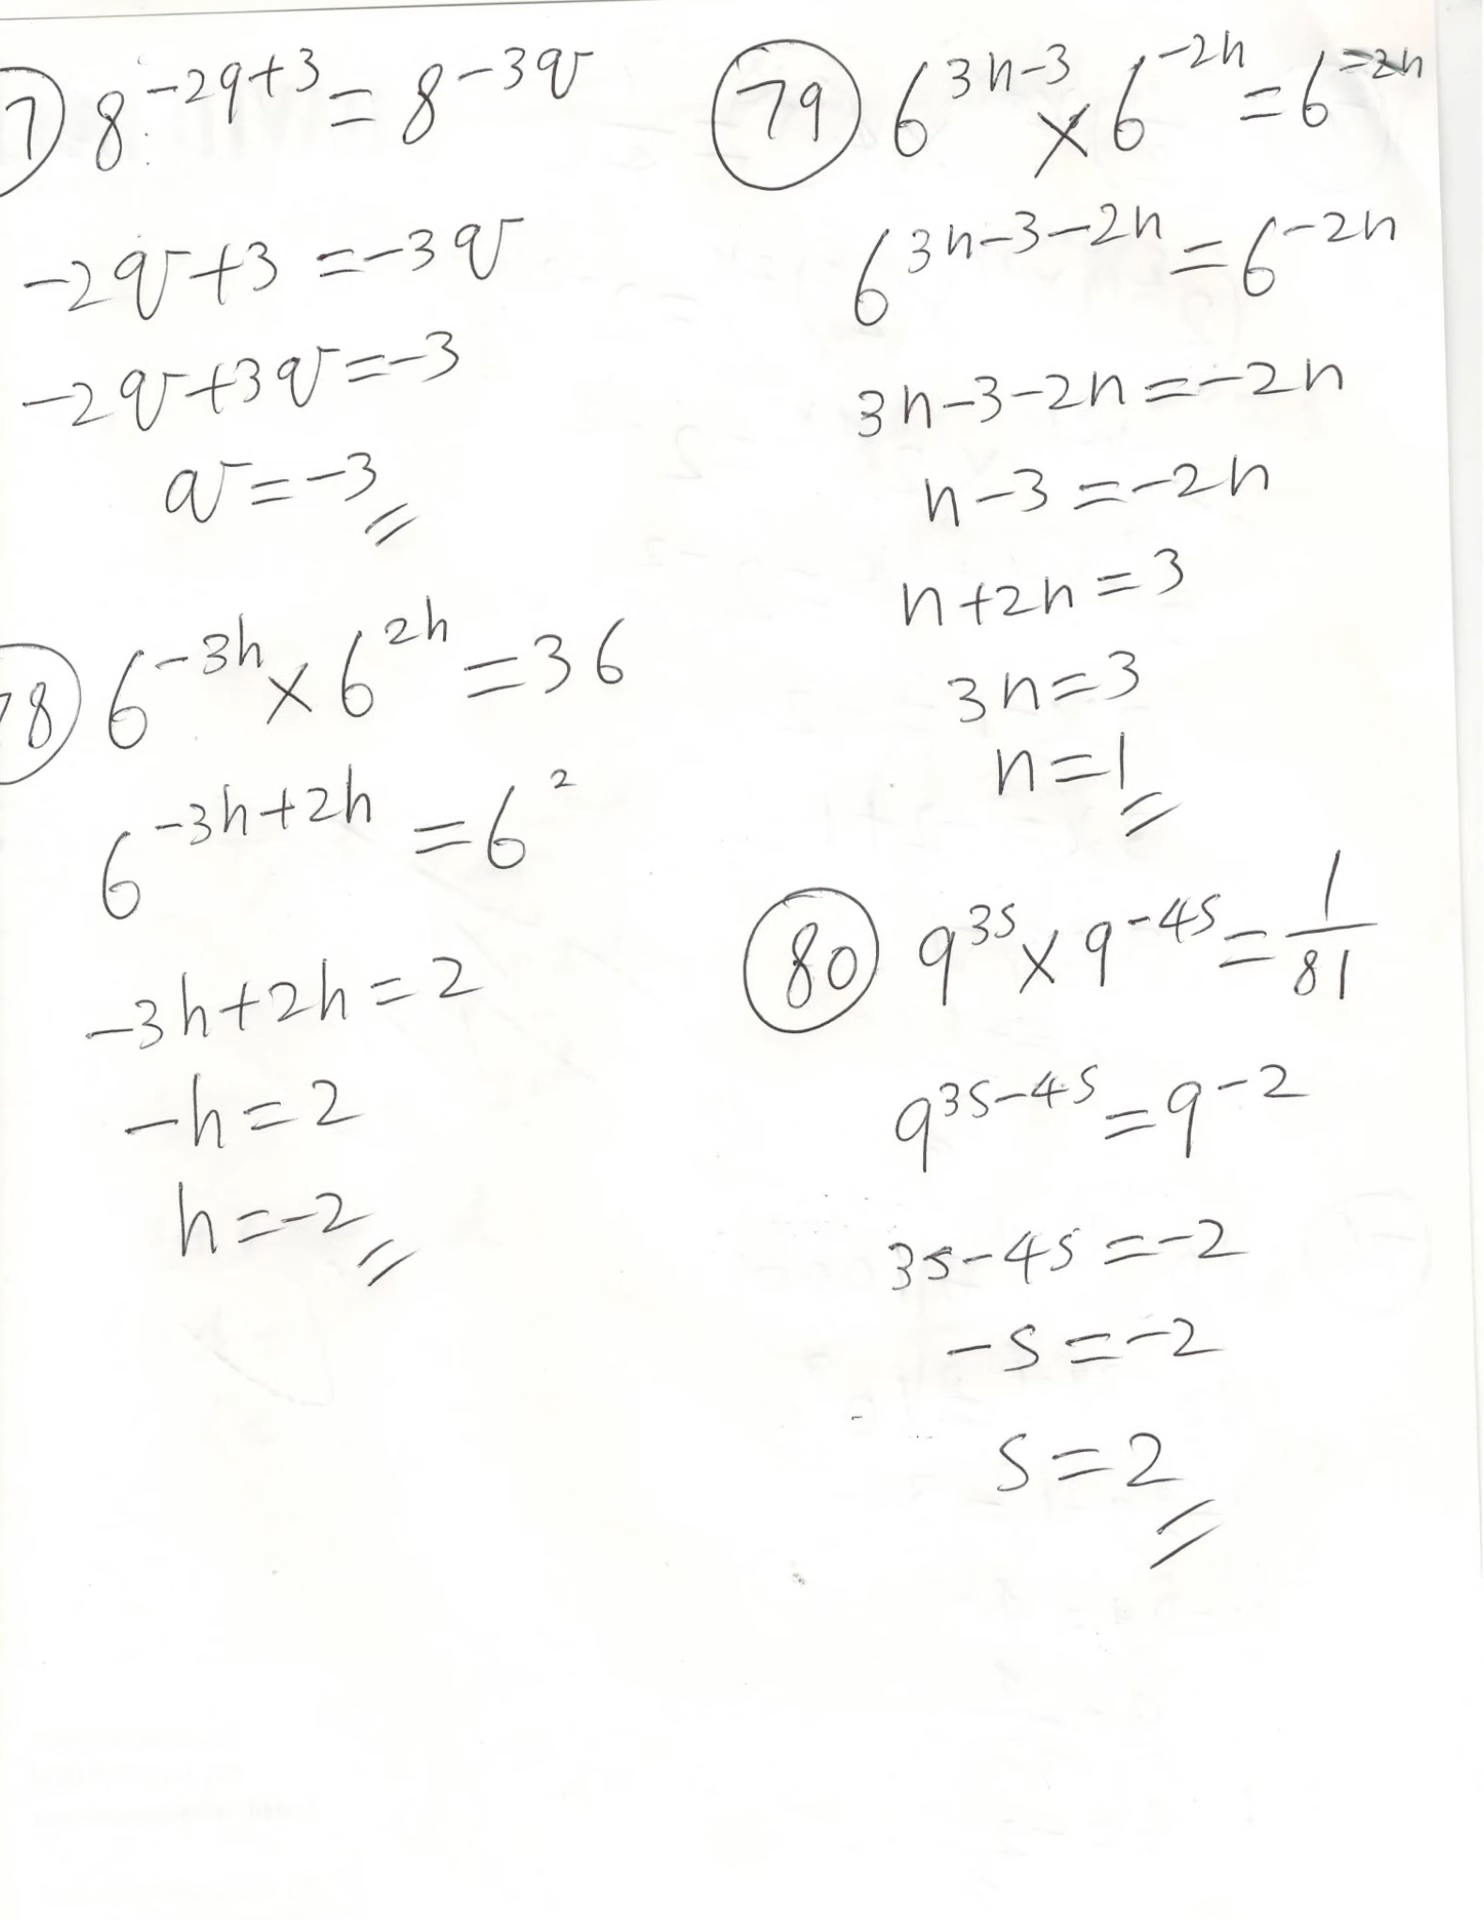 7) 8^{-2q+3} = 8^{-3q}
-2q+3 = -3q
-2q+3q = -3
q = -3
78) 6^{-3h} × 6^{2h} = 36
6^{-3h+2h} = 6^{2}
-3h+2h = 2
-h = 2
h = -2
79) 6^{3n-3} × 6^{-2n} = 6^{-2n}
6^{3n-3-2n} = 6^{-2n}
3n-3-2n = -2n
n-3 = -2n
n+2n = 3
3n = 3
n = 1
80) 9^{3s} × 9^{-4s} = 1/81
9^{3s-4s} = 9^{-2}
3s-4s = -2
-s = -2
s = 2